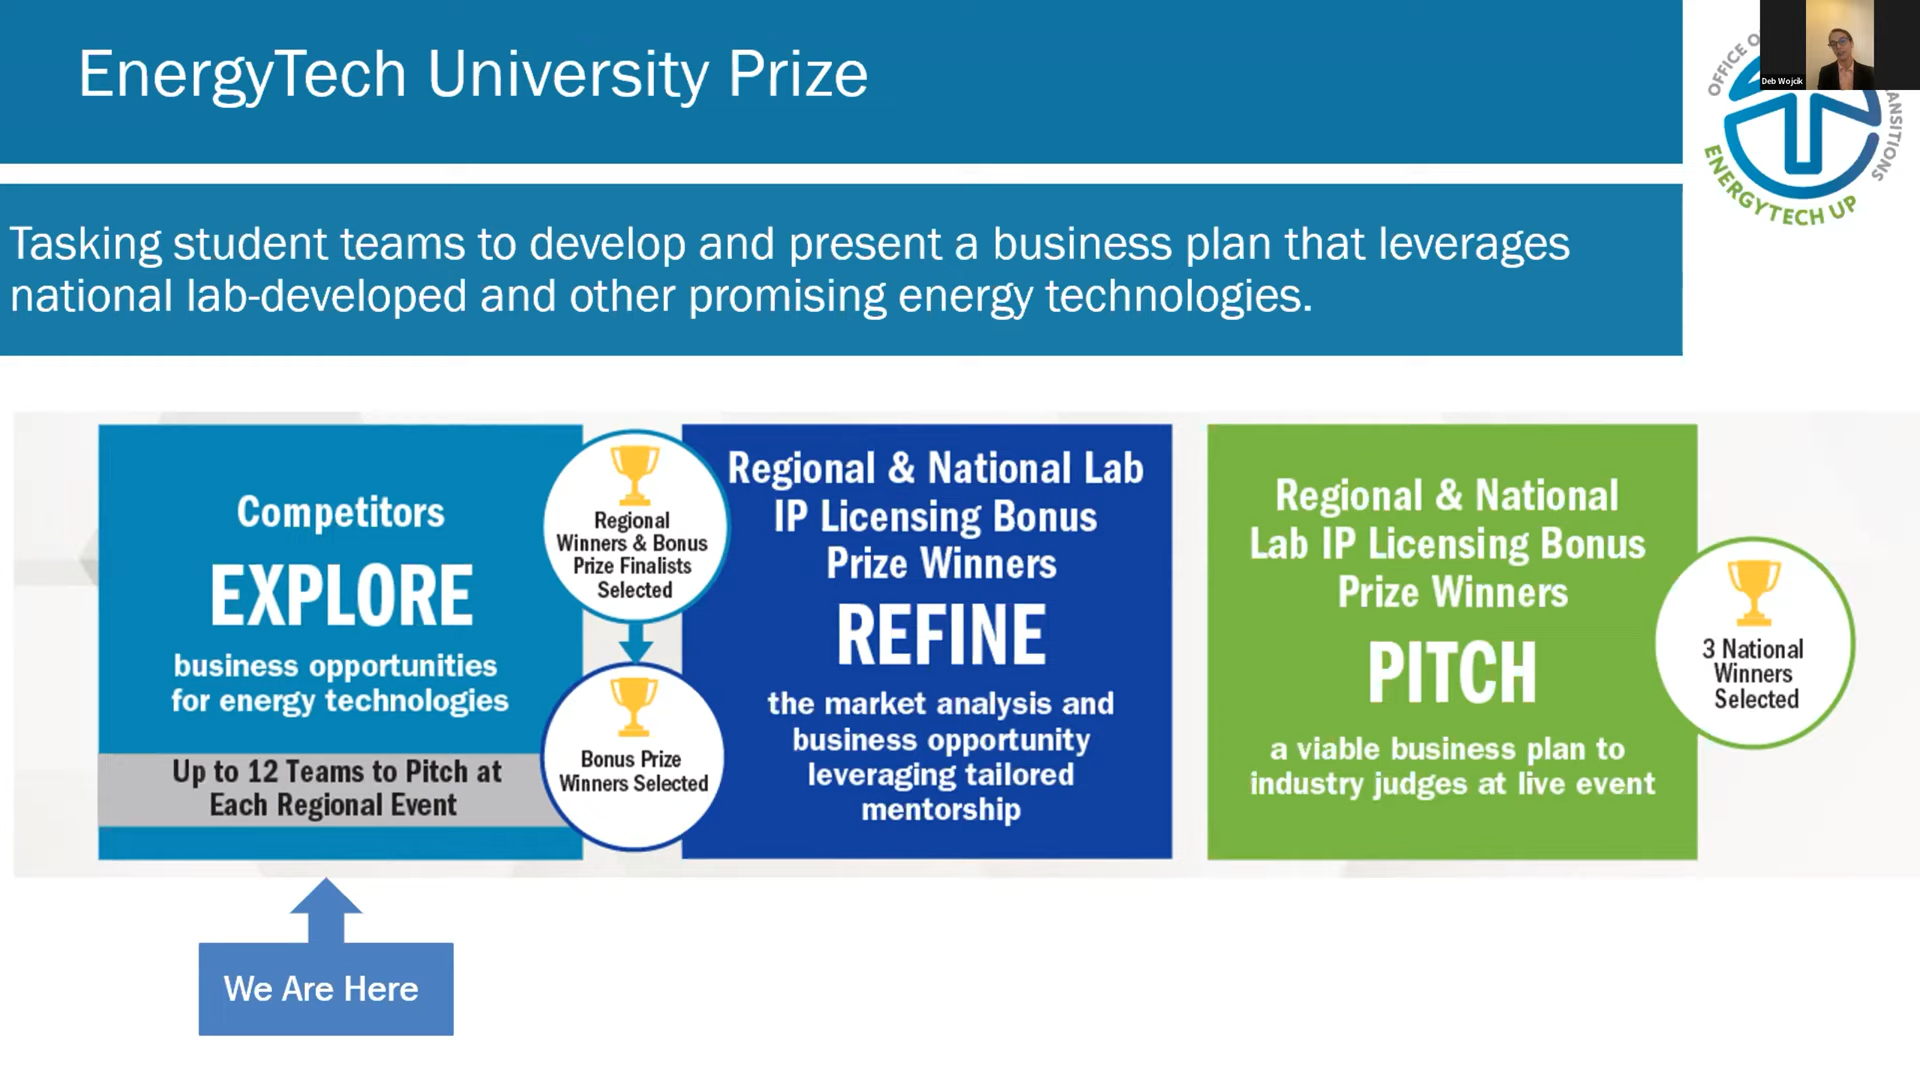 EnergyTech University Prize
OFFICE
ENERGYTECH UP
Deb Wojcik
Tasking student teams to develop and present a business plan that leverages
national lab-developed and other promising energy technologies.
Competitors
EXPLORE
business opportunities
for energy technologies
Up to 12 Teams to Pitch at
Each Regional Event
Regional
Winners & Bonus
Prize Finalists
Selected
Bonus Prize
Winners Selected
Regional & National Lab
IP Licensing Bonus
Prize Winners
REFINE
the market analysis and
business opportunity
leveraging tailored
mentorship
Regional & National
Lab IP Licensing Bonus
Prize Winners
PITCH
a viable business plan to
industry judges at live event
3 National
Winners
Selected
We Are Here